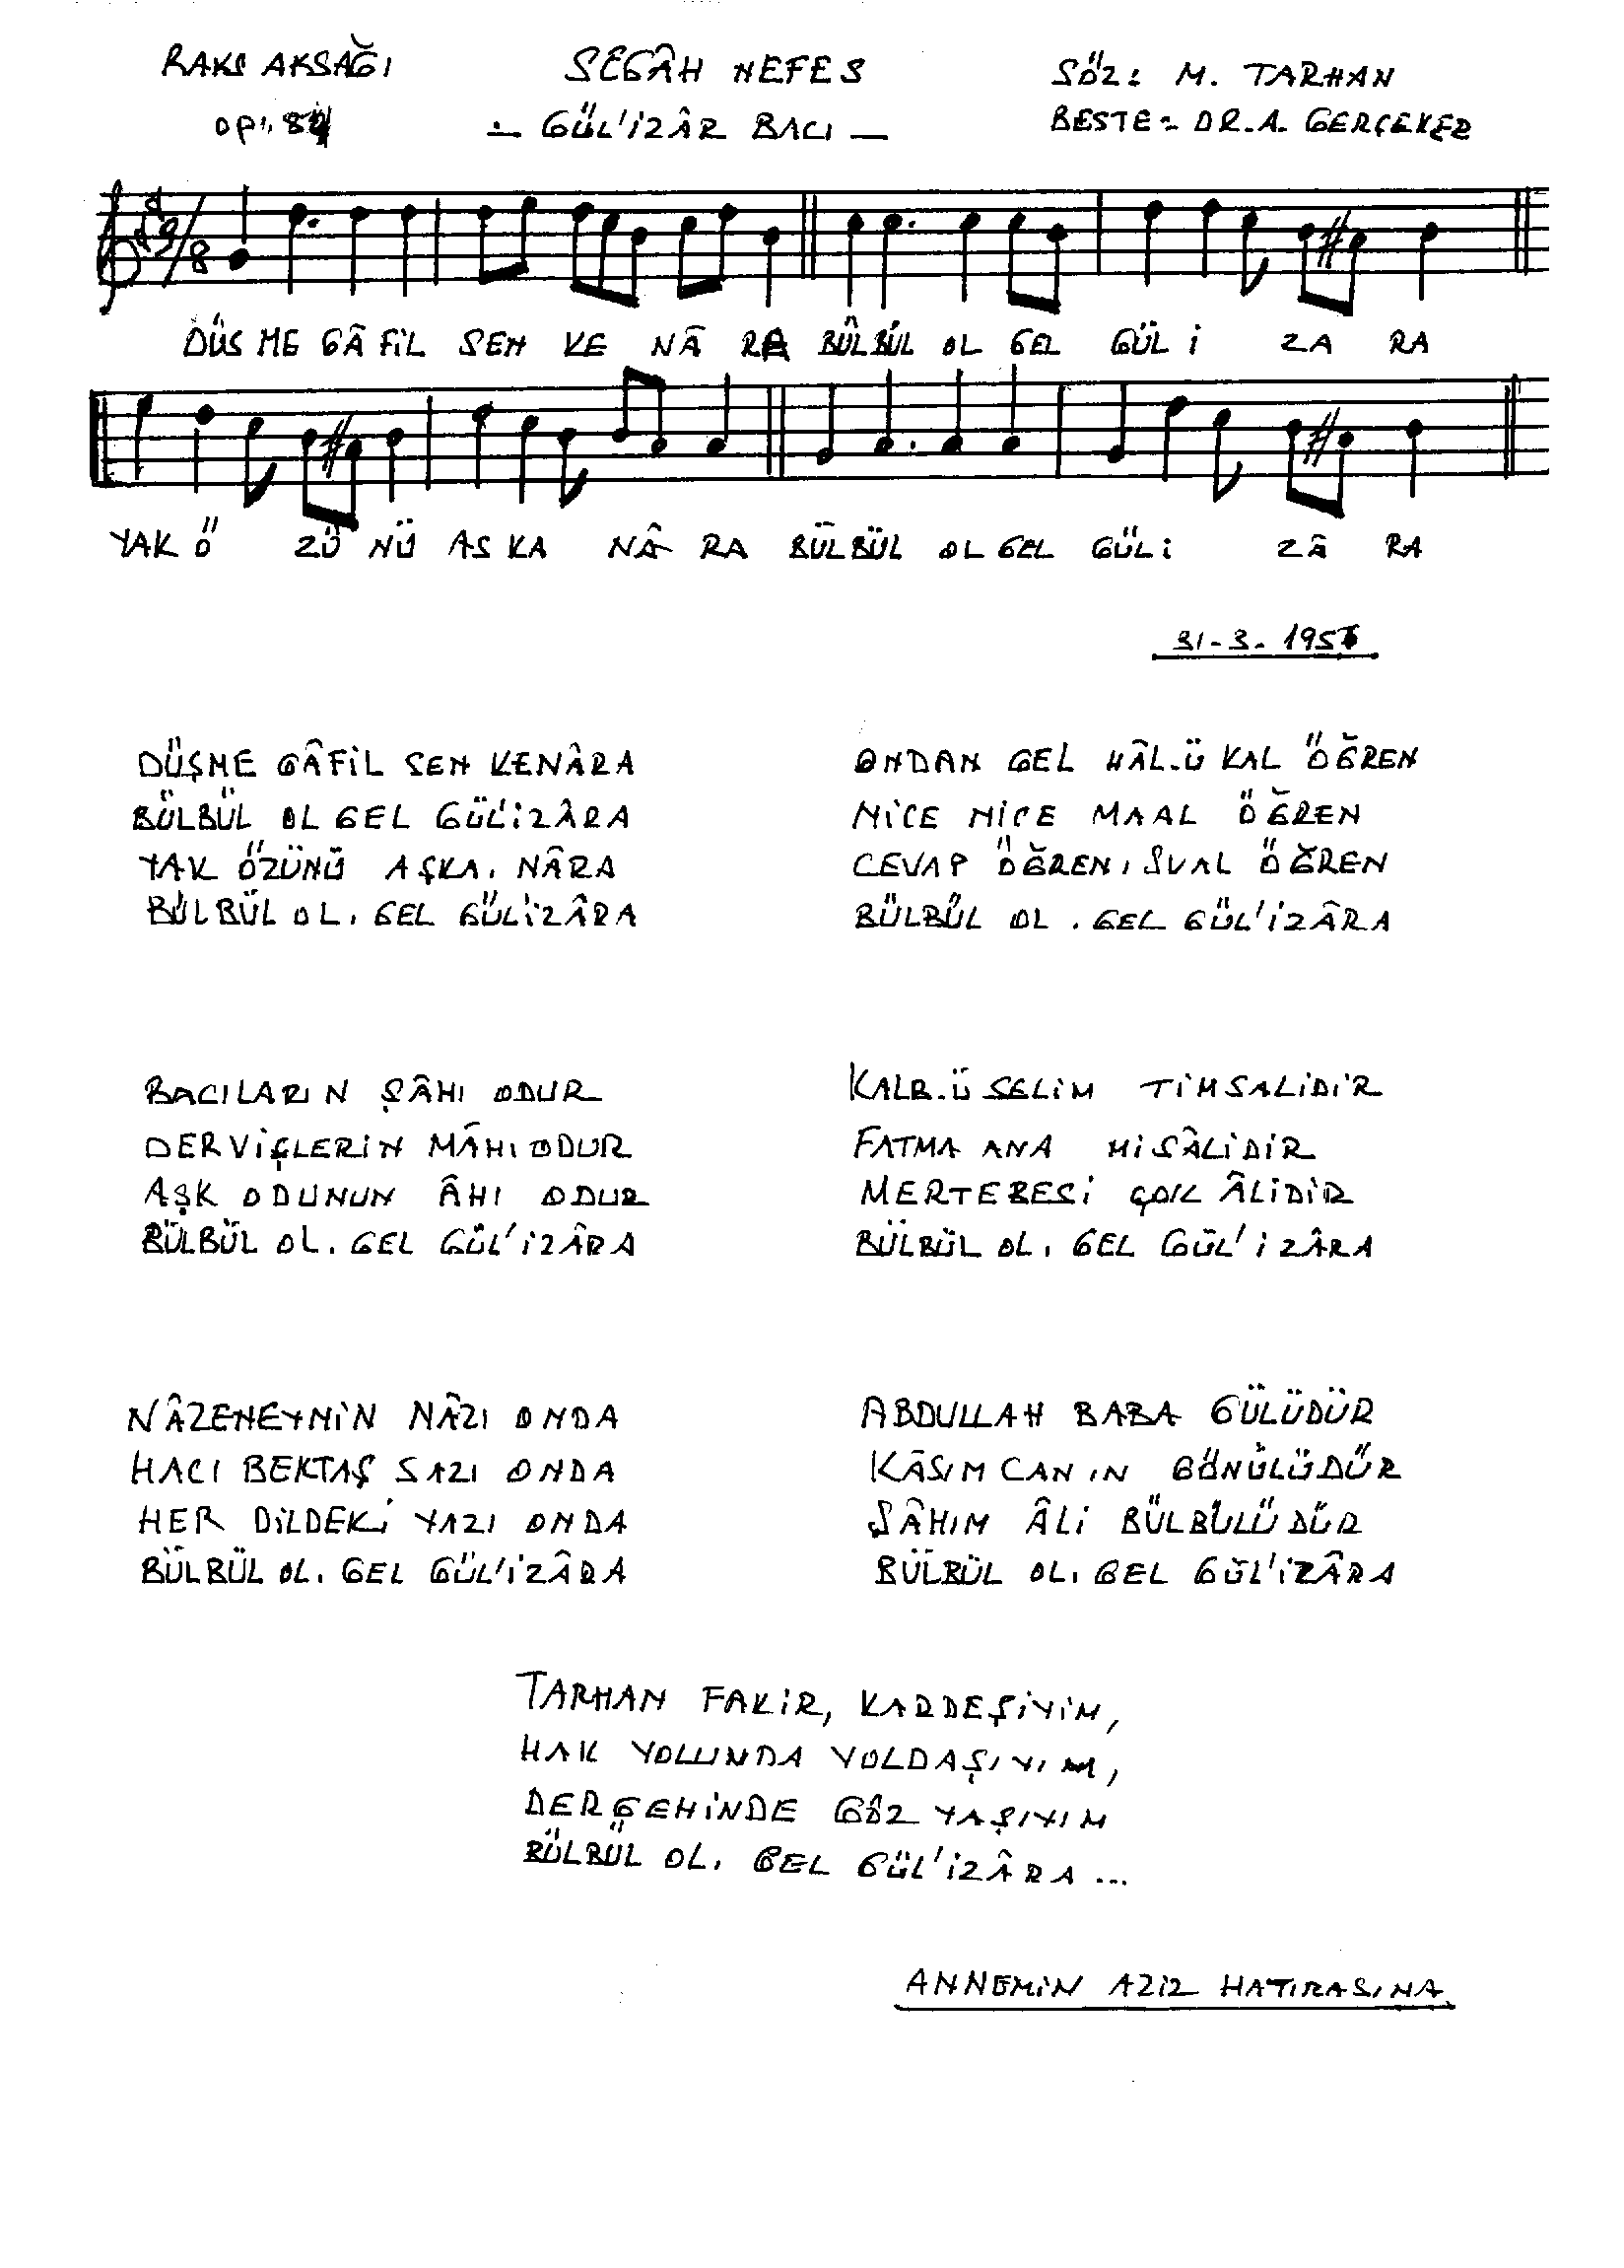 RAKS AKSAĞI
SEGÂH NEFES
SÖZ: M. TARHAN
op:
— GÜL'İZÂR BACI —
BESTE: DR. A. GERÇEKER
9/8
DÜS ME GÂ FİL SEN KE NÂ RA BÜLBÜL OL GEL GÜL İ ZA RA
YAK Ö ZÜ NÜ AS KA NÂ RA BÜLBÜL OL GEL GÜL İ ZÂ RA
31-3-
DÜŞME GÂFİL SEN KENÂRA
BÜLBÜL OL GEL GÜL'İZÂRA
YAK ÖZÜNÜ AŞKA, NÂRA
BÜLBÜL OL, GEL GÜL'İZÂRA
ONDAN GEL HÂL-Ü KAL ÖĞREN
NİCE NİCE MAAL ÖĞREN
CEVAP ÖĞREN, SUAL ÖĞREN
BÜLBÜL OL, GEL GÜL'İZÂRA
BACILARIN ŞÂHI ODUR
DERVİŞLERİN MÂHI ODUR
AŞK ODUNUN ÂHI ODUR
BÜLBÜL OL, GEL GÜL'İZÂRA
KALB-Ü SELİM TİMSALİDİR
FATMA ANA MİSÂLİDİR
MERTEBESİ ÇOK ÂLİDİR
BÜLBÜL OL, GEL GÜL'İZÂRA
NÂZENEYNİN NÂZI ONDA
HACI BEKTAŞ SAZI ONDA
HER DİLDEKİ YAZI ONDA
BÜLBÜL OL, GEL GÜL'İZÂRA
ABDULLAH BABA GÜLÜDÜR
KÂSIM CAN IN GÖNÜLÜDÜR
ŞÂHIM ÂLİ BÜLBÜLÜDÜR
BÜLBÜL OL, GEL GÜL'İZÂRA
TARHAN FAKİR, KARDEŞİYİM,
HAK YOLUNDA YOLDAŞIYIM,
DERGEHİNDE GÖZ YAŞIYIM
BÜLBÜL OL, GEL GÜL'İZÂRA ...
ANNEMİN AZİZ HATIRASINA